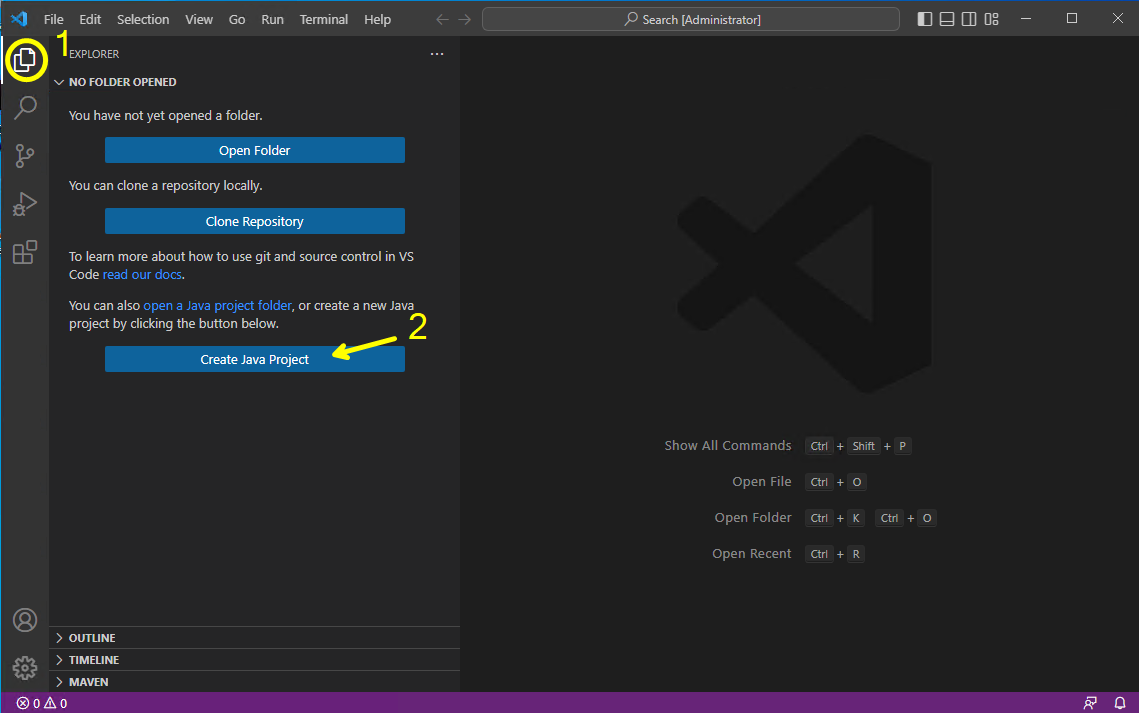 File Edit Selection View Go Run Terminal Help
Search [Administrator]
1
EXPLORER
NO FOLDER OPENED
You have not yet opened a folder.
Open Folder
You can clone a repository locally.
Clone Repository
To learn more about how to use git and source control in VS
Code read our docs.
You can also open a Java project folder, or create a new Java
project by clicking the button below.
2
Create Java Project
Show All Commands Ctrl + Shift + P
Open File Ctrl + O
Open Folder Ctrl + K Ctrl + O
Open Recent Ctrl + R
OUTLINE
TIMELINE
MAVEN
0 0